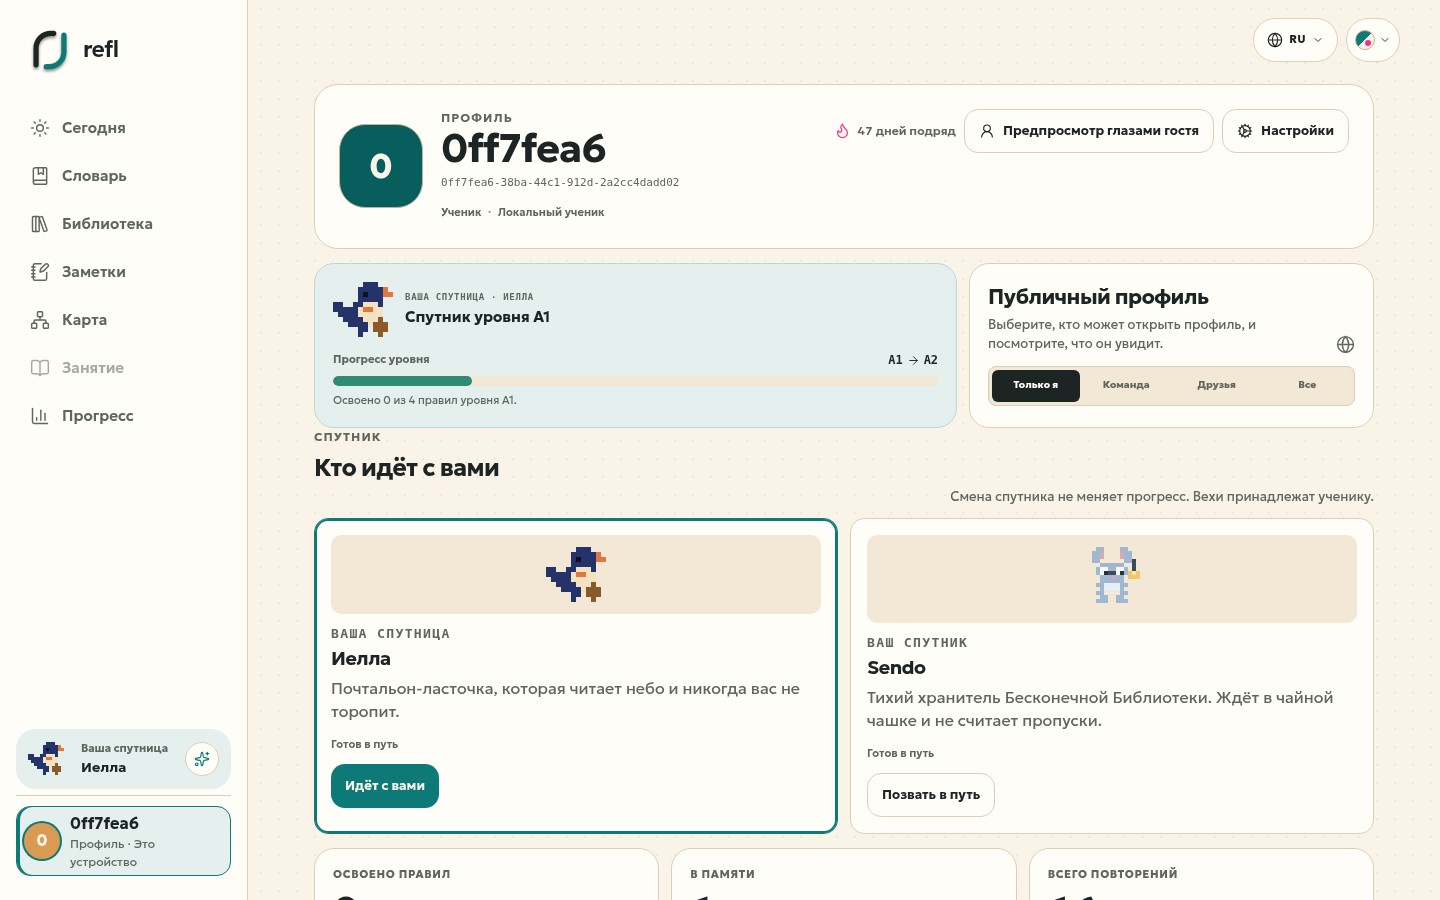 refl
RU
Сегодня
Словарь
Библиотека
Заметки
Карта
Занятие
Прогресс
ПРОФИЛЬ
0
0ff7fea6
0ff7fea6-38ba-44c1-912d-2a2cc4dadd02
Ученик · Локальный ученик
47 дней подряд
Предпросмотр глазами гостя
Настройки
ВАША СПУТНИЦА · ИЕЛЛА
Спутник уровня A1
Прогресс уровня
A1 → A2
Освоено 0 из 4 правил уровня A1.
Публичный профиль
Выберите, кто может открыть профиль, и
посмотрите, что он увидит.
Только я
Команда
Друзья
Все
СПУТНИК
Кто идёт с вами
Смена спутника не меняет прогресс. Вехи принадлежат ученику.
ВАША СПУТНИЦА
Иелла
Почтальон-ласточка, которая читает небо и никогда вас не
торопит.
Готов в путь
Идёт с вами
ВАШ СПУТНИК
Sendo
Тихий хранитель Бесконечной Библиотеки. Ждёт в чайной
чашке и не считает пропуски.
Готов в путь
Позвать в путь
Ваша спутница
Иелла
0
0ff7fea6
Профиль · Это
устройство
ОСВОЕНО ПРАВИЛ
В ПАМЯТИ
ВСЕГО ПОВТОРЕНИЙ